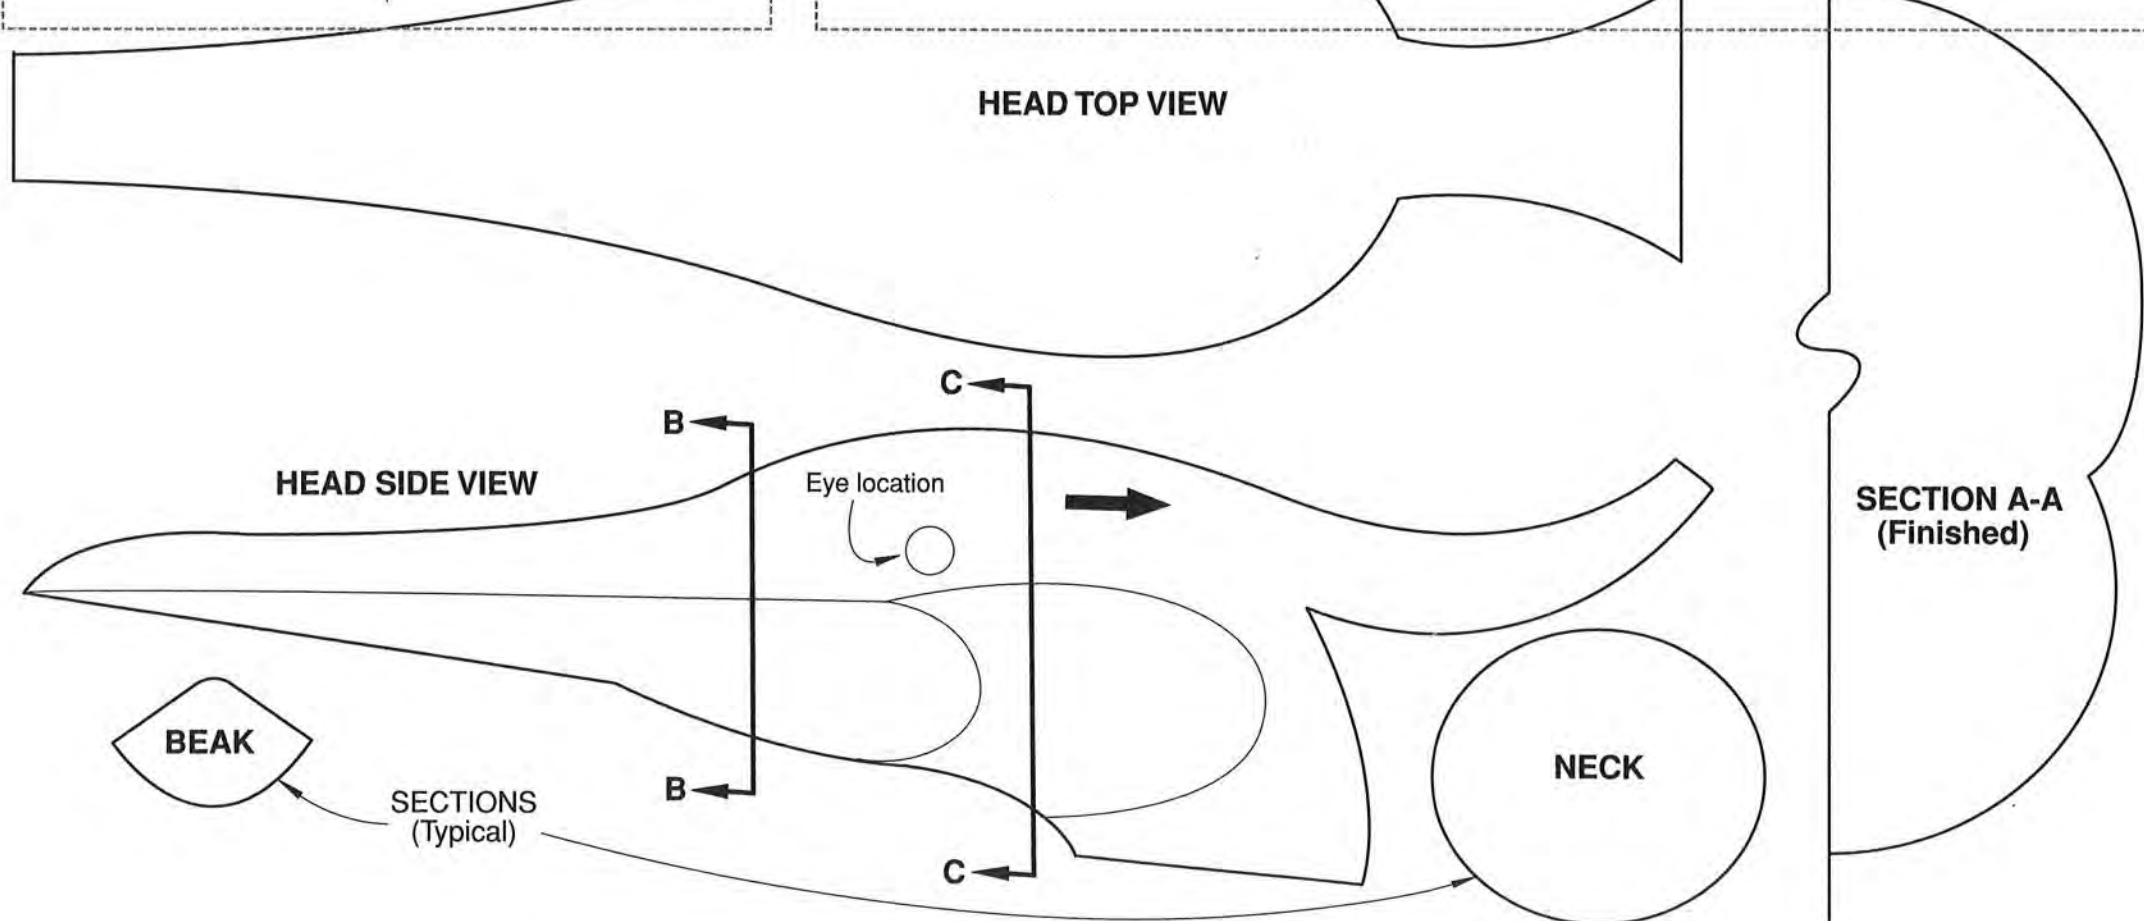 HEAD TOP VIEW
C
B
HEAD SIDE VIEW
Eye location
SECTION A-A
(Finished)
BEAK
NECK
B
SECTIONS
(Typical)
C